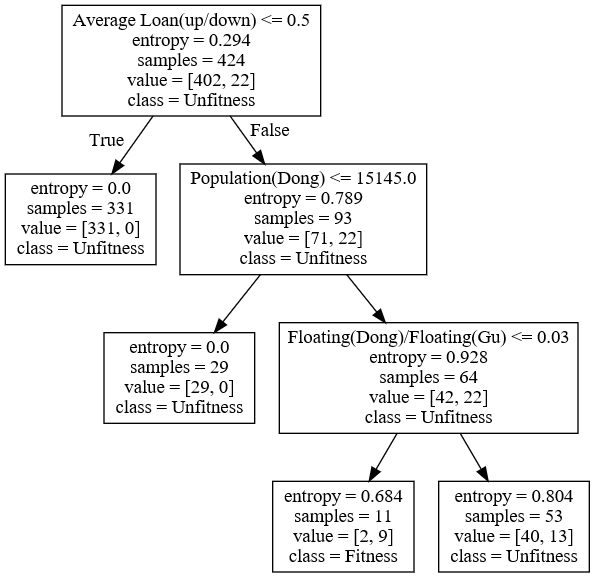 Average Loan(up/down) <= 0.5
entropy = 0.294
samples = 424
value = [402, 22]
class = Unfitness
True
False
entropy = 0.0
samples = 331
value = [331, 0]
class = Unfitness
Population(Dong) <= 15145.0
entropy = 0.789
samples = 93
value = [71, 22]
class = Unfitness
entropy = 0.0
samples = 29
value = [29, 0]
class = Unfitness
Floating(Dong)/Floating(Gu) <= 0.03
entropy = 0.928
samples = 64
value = [42, 22]
class = Unfitness
entropy = 0.684
samples = 11
value = [2, 9]
class = Fitness
entropy = 0.804
samples = 53
value = [40, 13]
class = Unfitness